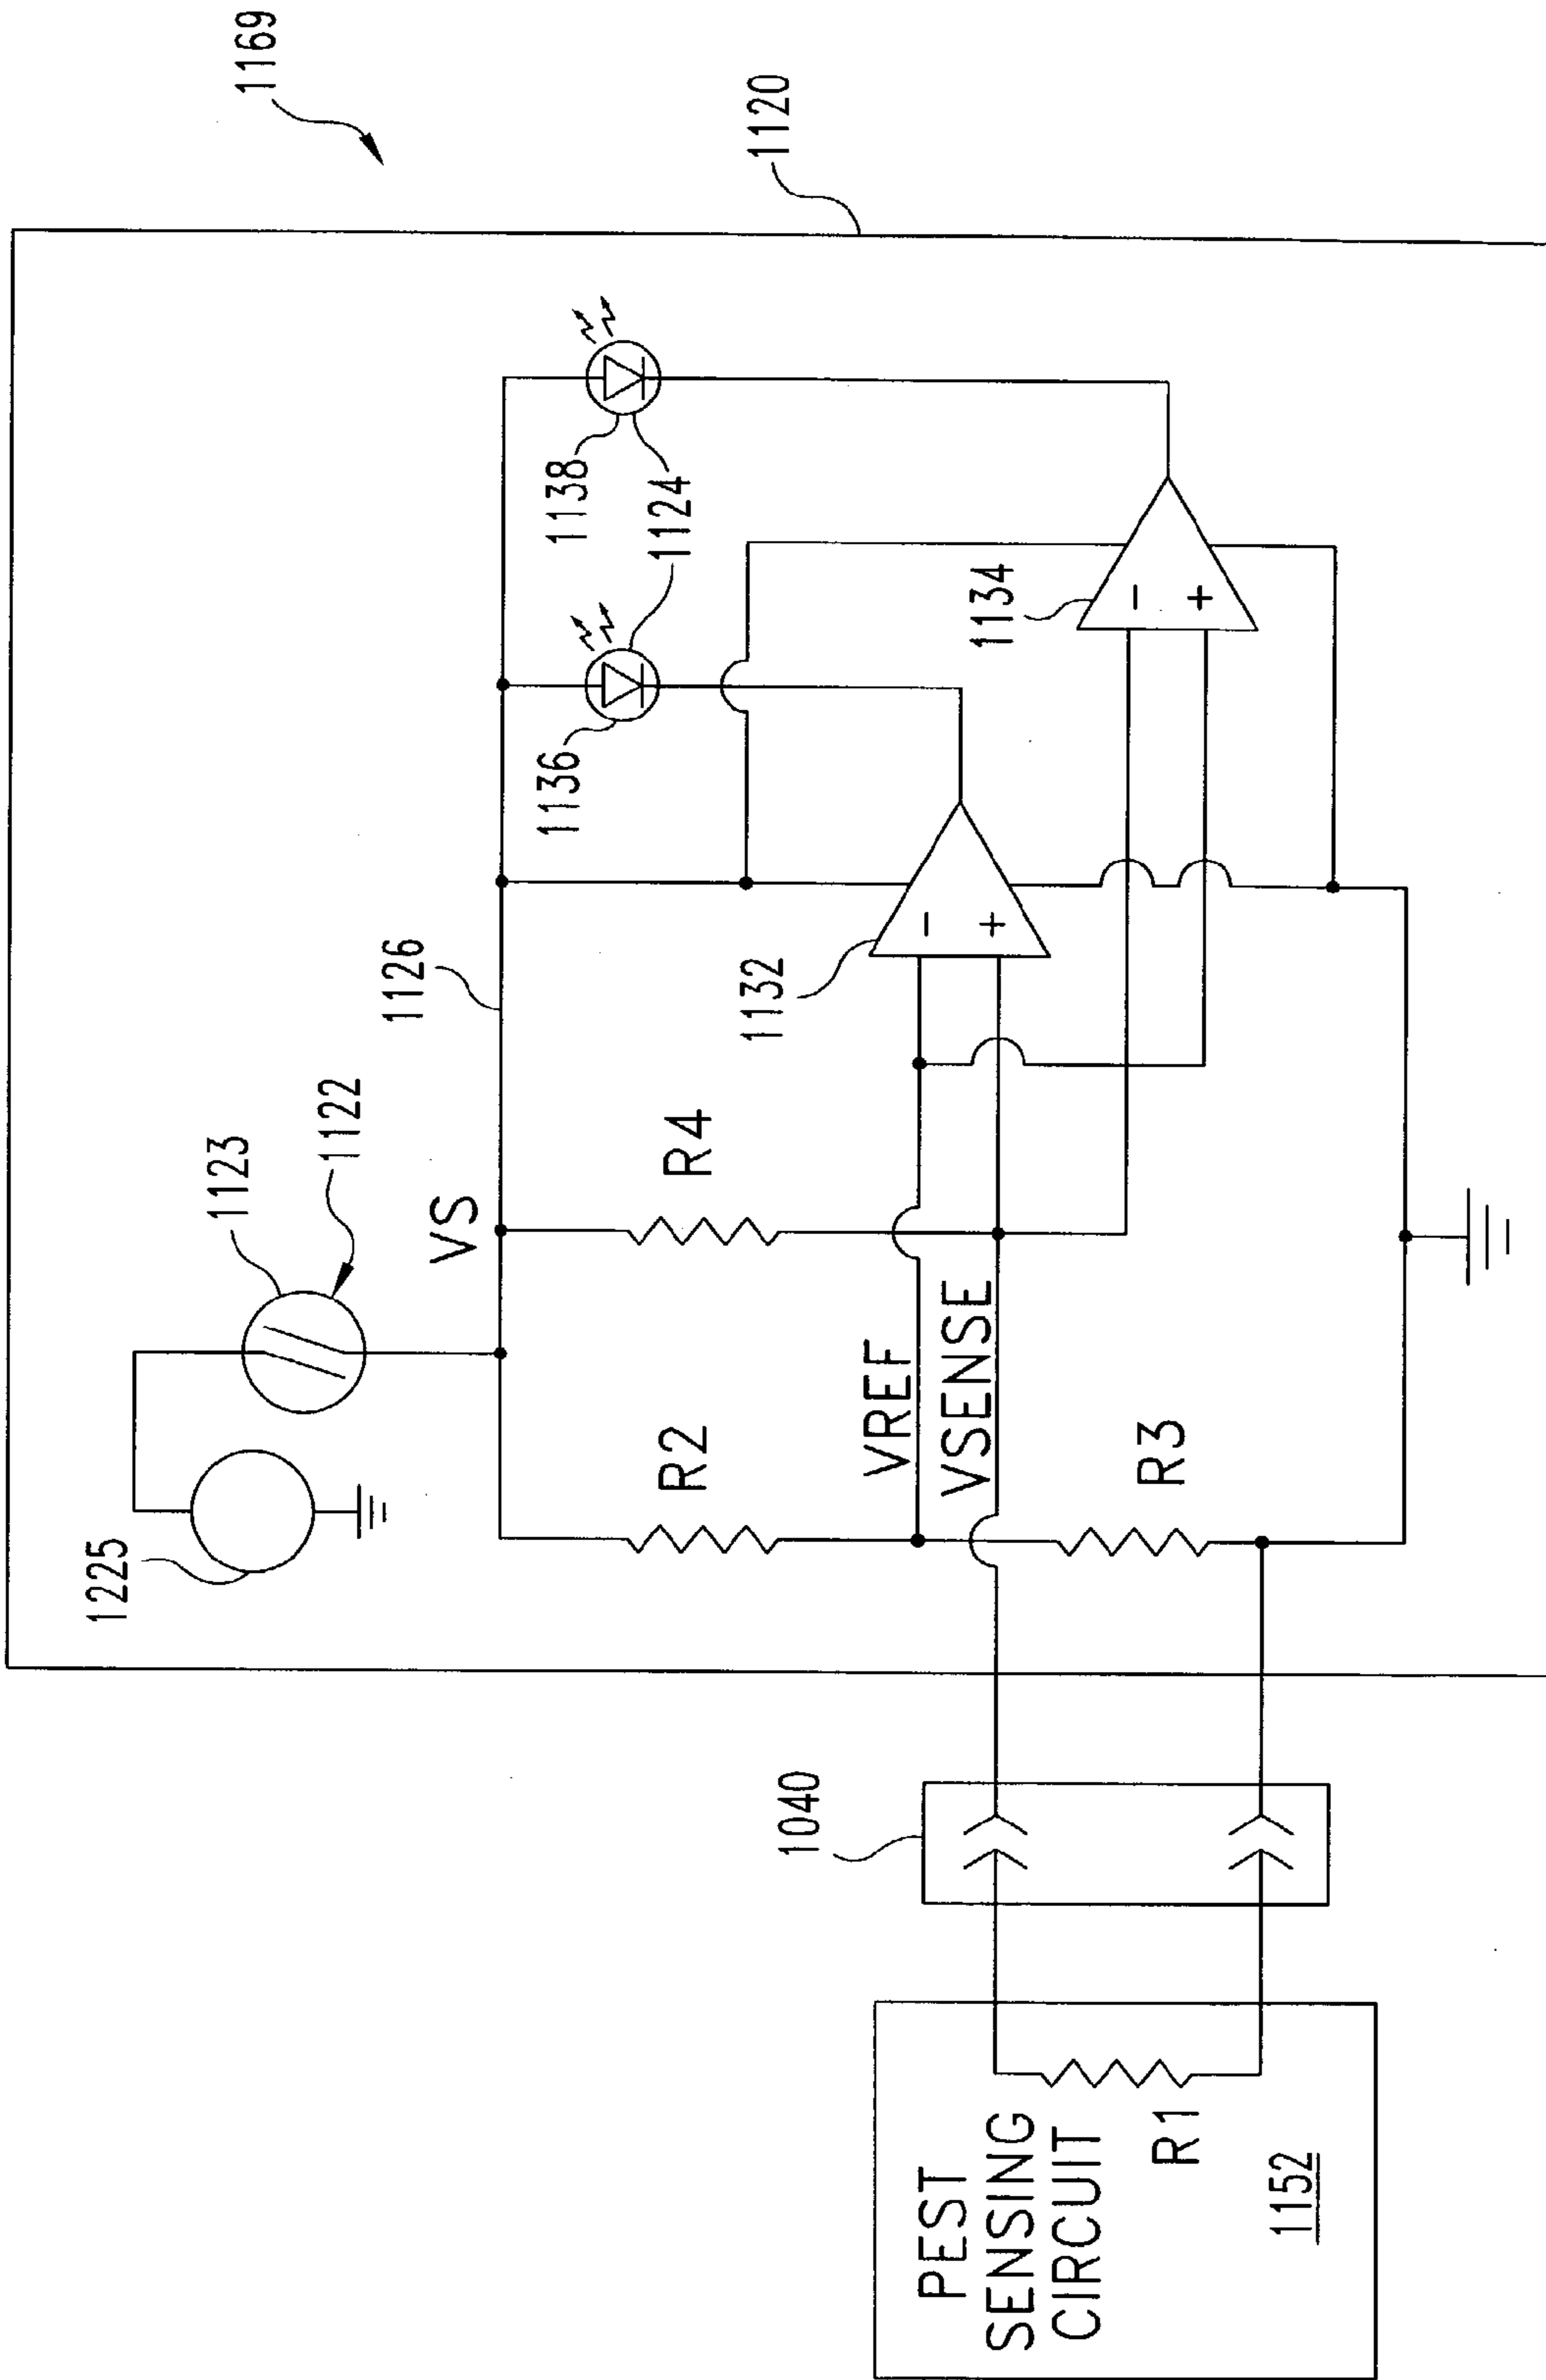 1169
1120
1123
1122
1225
VS
1126
1136
1138
1124
R2
R4
VREF
VSENSE
1132
1134
R3
1040
PEST
SENSING
CIRCUIT
R1
1152
-
+
-
+